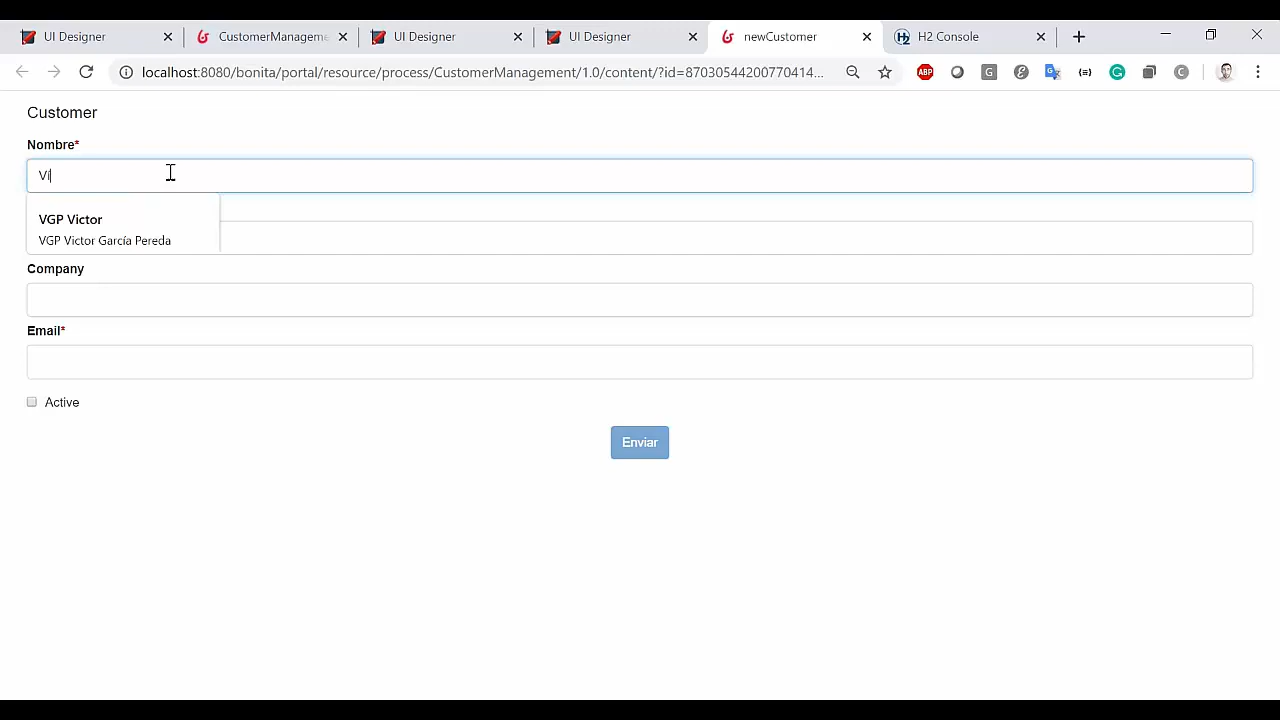 UI Designer
CustomerManageme
UI Designer
UI Designer
newCustomer
H2 Console
localhost:8080/bonita/portal/resource/process/CustomerManagement/1.0/content/?id=87030544200770414...
ABP
Customer
Nombre*
Vi
VGP Victor
VGP Victor García Pereda
Company
Email*
Active
Enviar